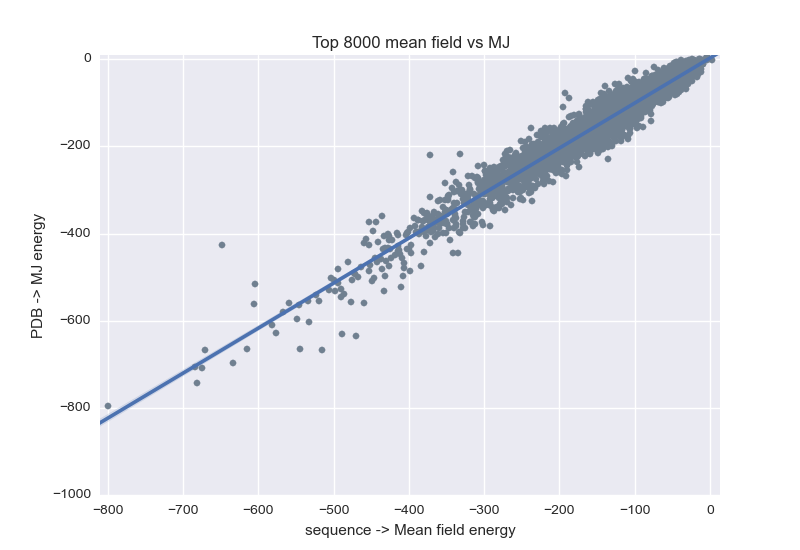 Top 8000 mean field vs MJ
0
−200
−400
−600
−800
−1000
PDB -> MJ energy
−800 −700 −600 −500 −400 −300 −200 −100 0
sequence -> Mean field energy